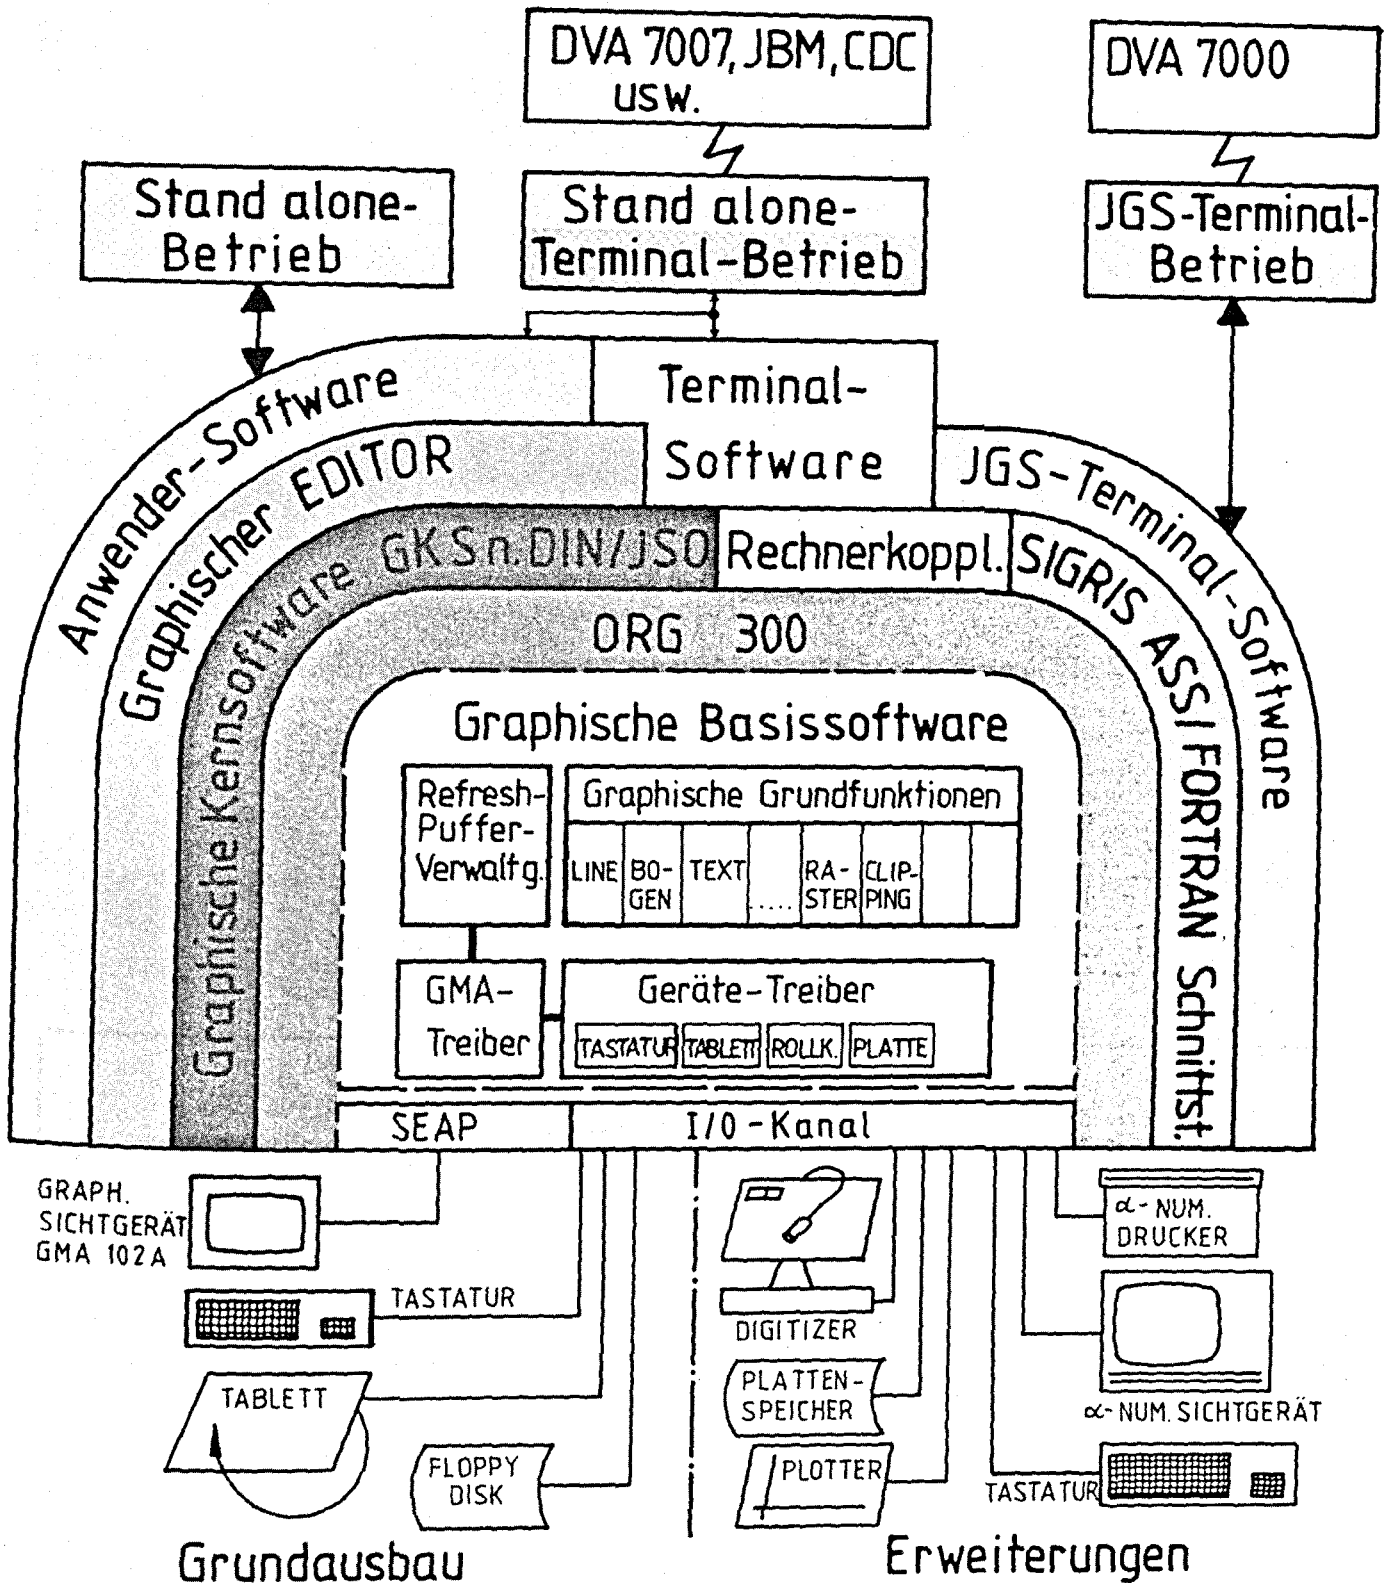 DVA 7007, JBM, CDC
USW.
DVA 7000
Stand alone-
Betrieb
Stand alone-
Terminal-Betrieb
JGS-Terminal-
Betrieb
Anwender-Software
Terminal-
Software
JGS-Terminal-Software
Graphischer EDITOR
Graphische Kernsoftware GKS n. DIN/JSO
Rechnerkoppl.
SIGRIS ASSI FORTRAN Schnittst.
ORG 300
Graphische Basissoftware
Refresh-
Puffer-
Verwaltg.
Graphische Grundfunktionen
LINE
BO-
GEN
TEXT
.....
RA-
STER
CLIP-
PING
GMA-
Treiber
Geräte-Treiber
TASTATUR
TABLETT
ROLLK.
PLATTE
SEAP
I/O-Kanal
GRAPH.
SICHTGERÄT
GMA 102A
TASTATUR
TABLETT
FLOPPY
DISK
Grundausbau
DIGITIZER
PLATTEN-
SPEICHER
PLOTTER
α-NUM.
DRUCKER
α-NUM. SICHTGERÄT
TASTATUR
Erweiterungen